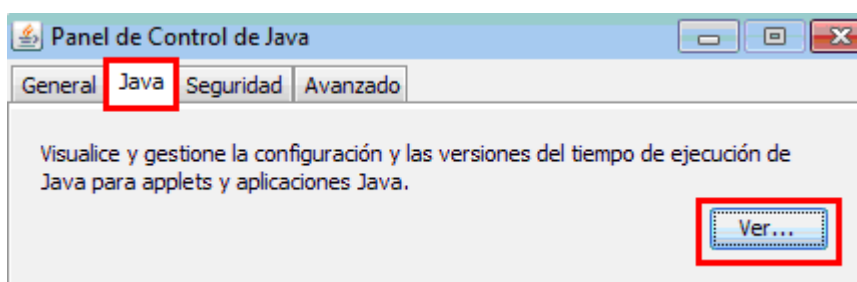 Panel de Control de Java
General Java Seguridad Avanzado
Visualice y gestione la configuración y las versiones del tiempo de ejecución de
Java para applets y aplicaciones Java.
Ver...